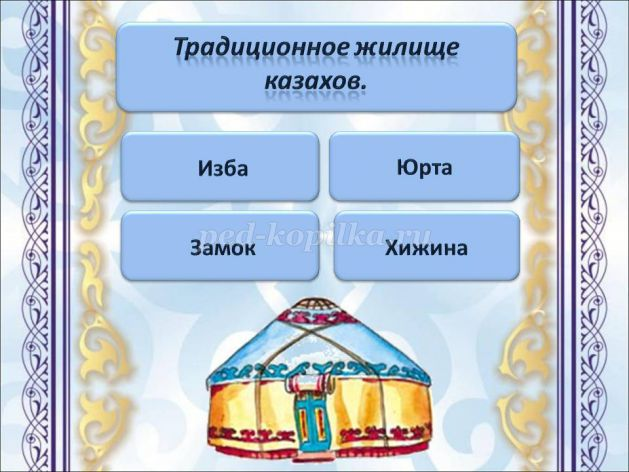 Традиционное жилище
казахов.
Изба
Юрта
ped-kopilka.ru
Замок
Хижина